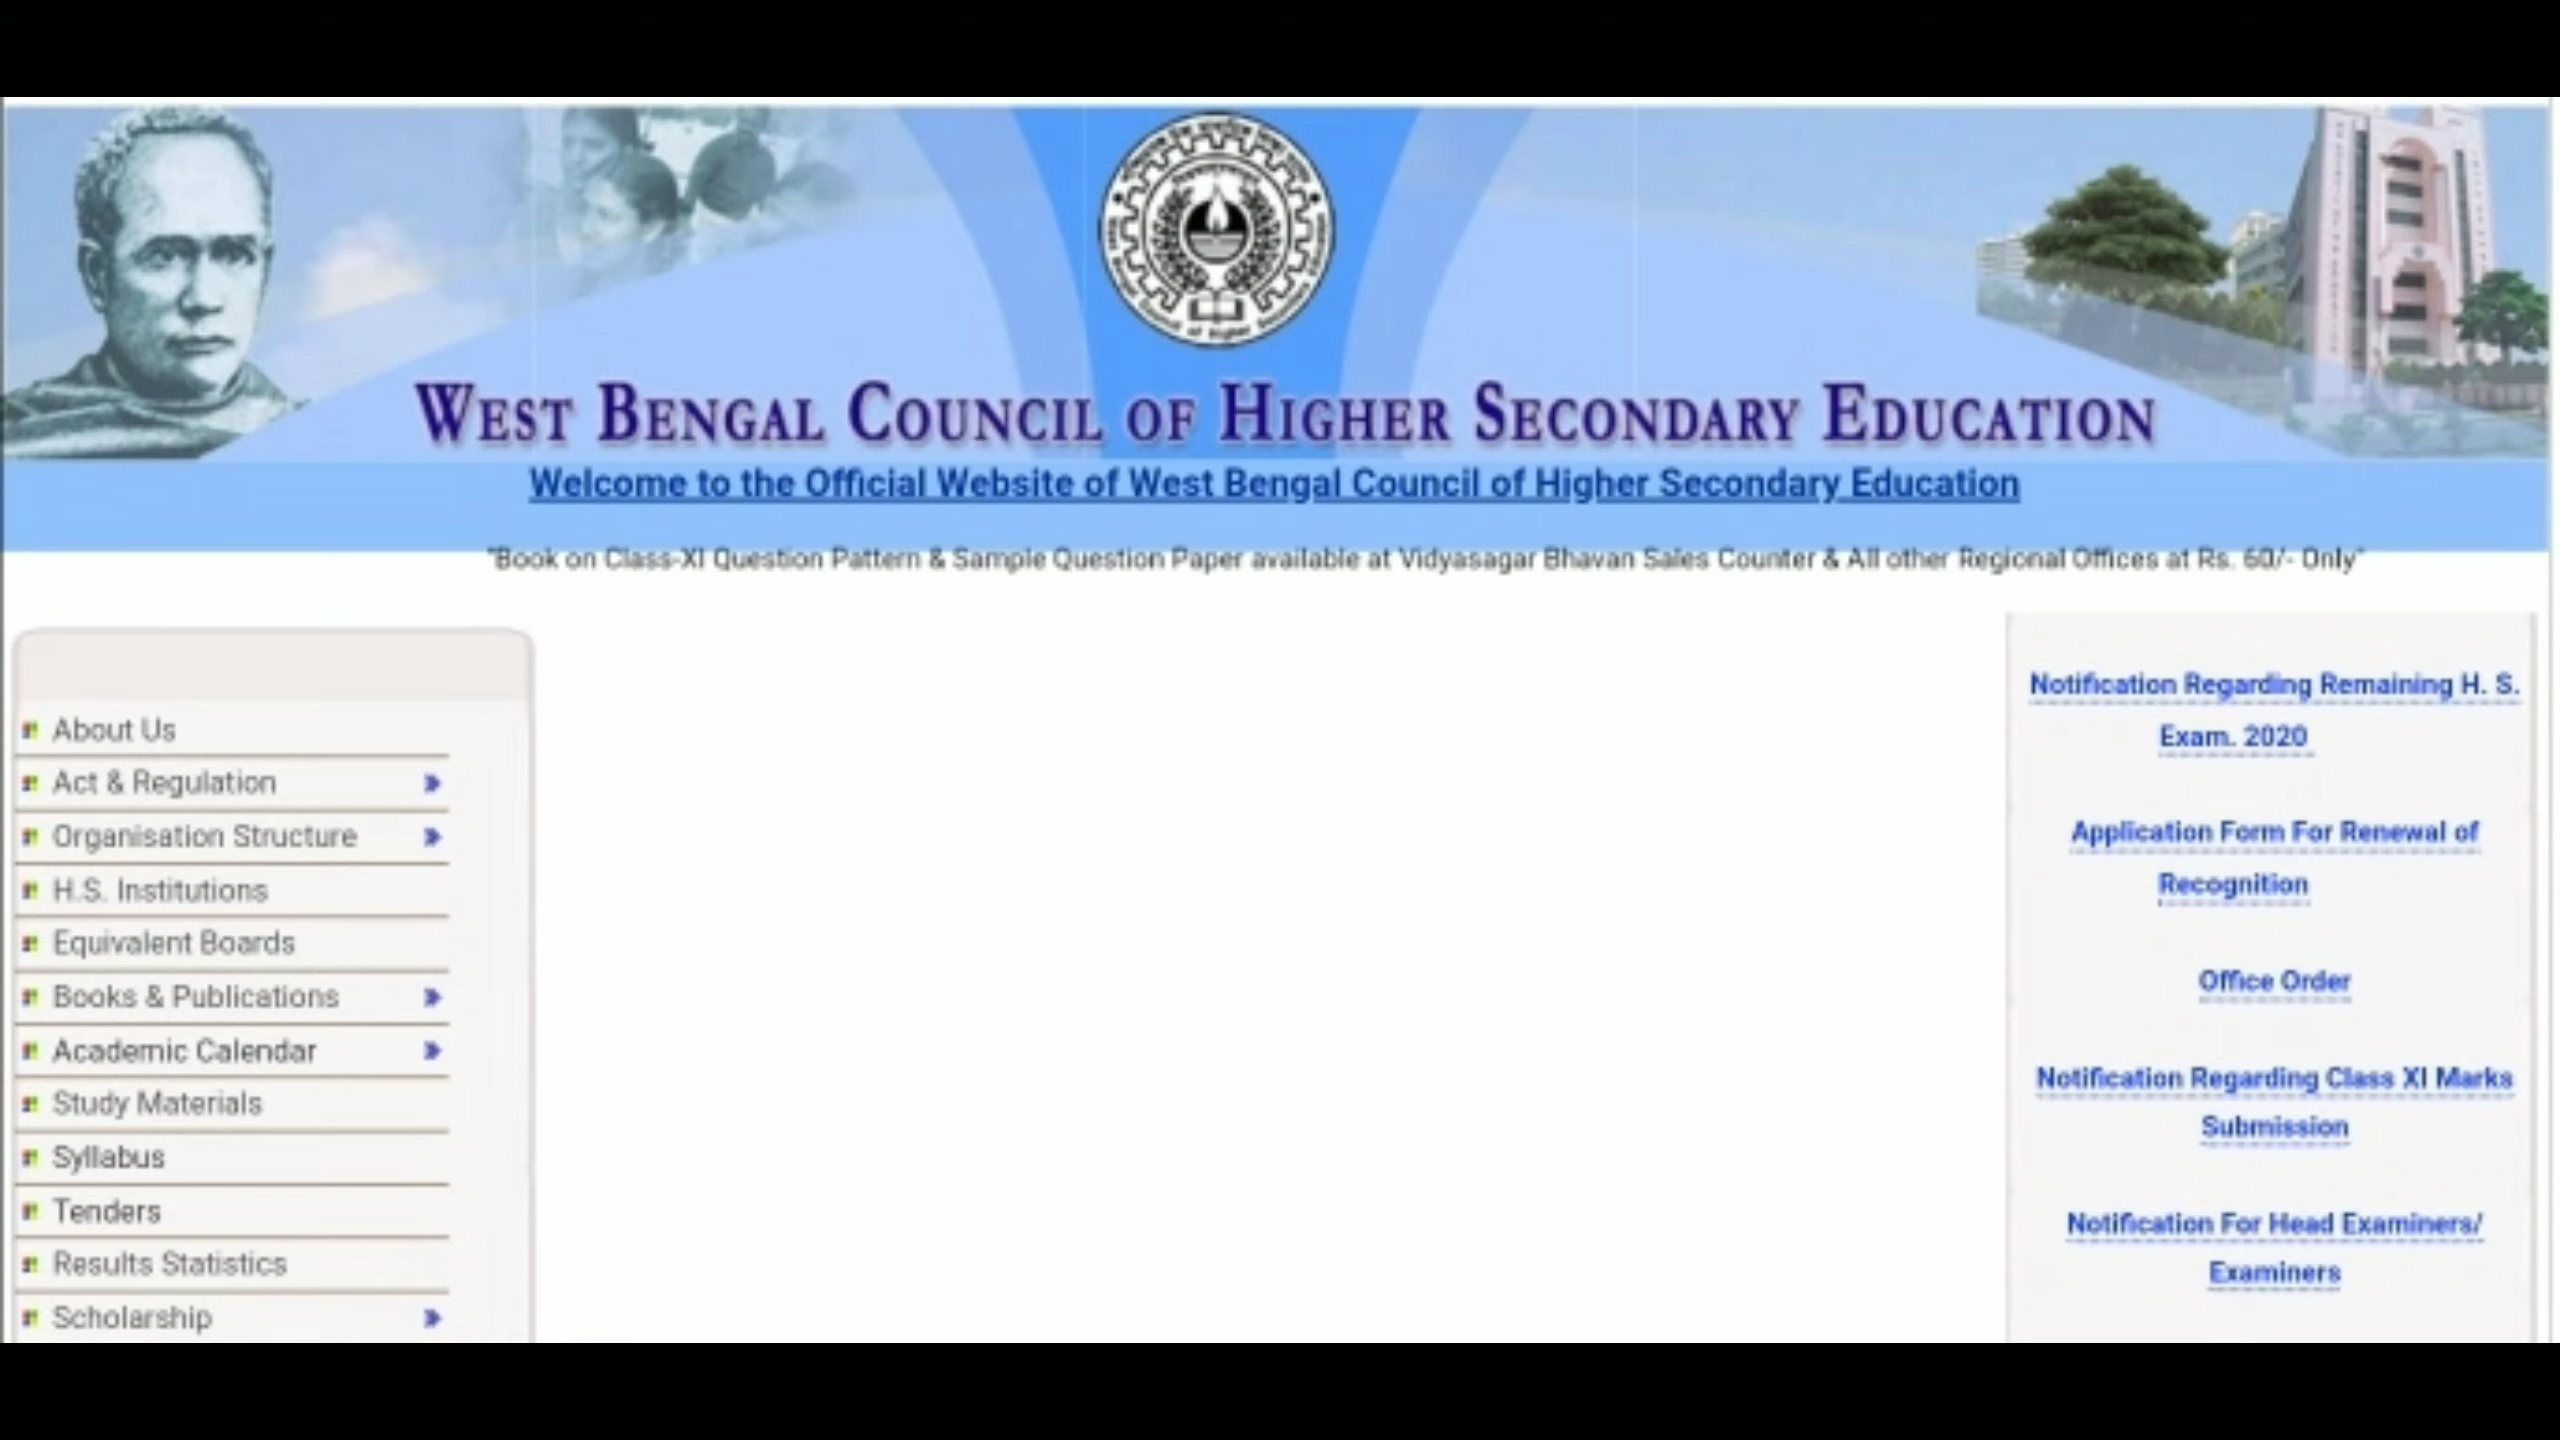 West Bengal Council of Higher Secondary Education
Welcome to the Official Website of West Bengal Council of Higher Secondary Education
"Book on Class-XI Question Pattern & Sample Question Paper available at Vidyasagar Bhavan Sales Counter & All other Regional Offices at Rs. 60/- Only"
About Us
Act & Regulation
Organisation Structure
H.S. Institutions
Equivalent Boards
Books & Publications
Academic Calendar
Study Materials
Syllabus
Tenders
Results Statistics
Scholarship
Notification Regarding Remaining H. S.
Exam. 2020
Application Form For Renewal of
Recognition
Office Order
Notification Regarding Class XI Marks
Submission
Notification For Head Examiners/
Examiners